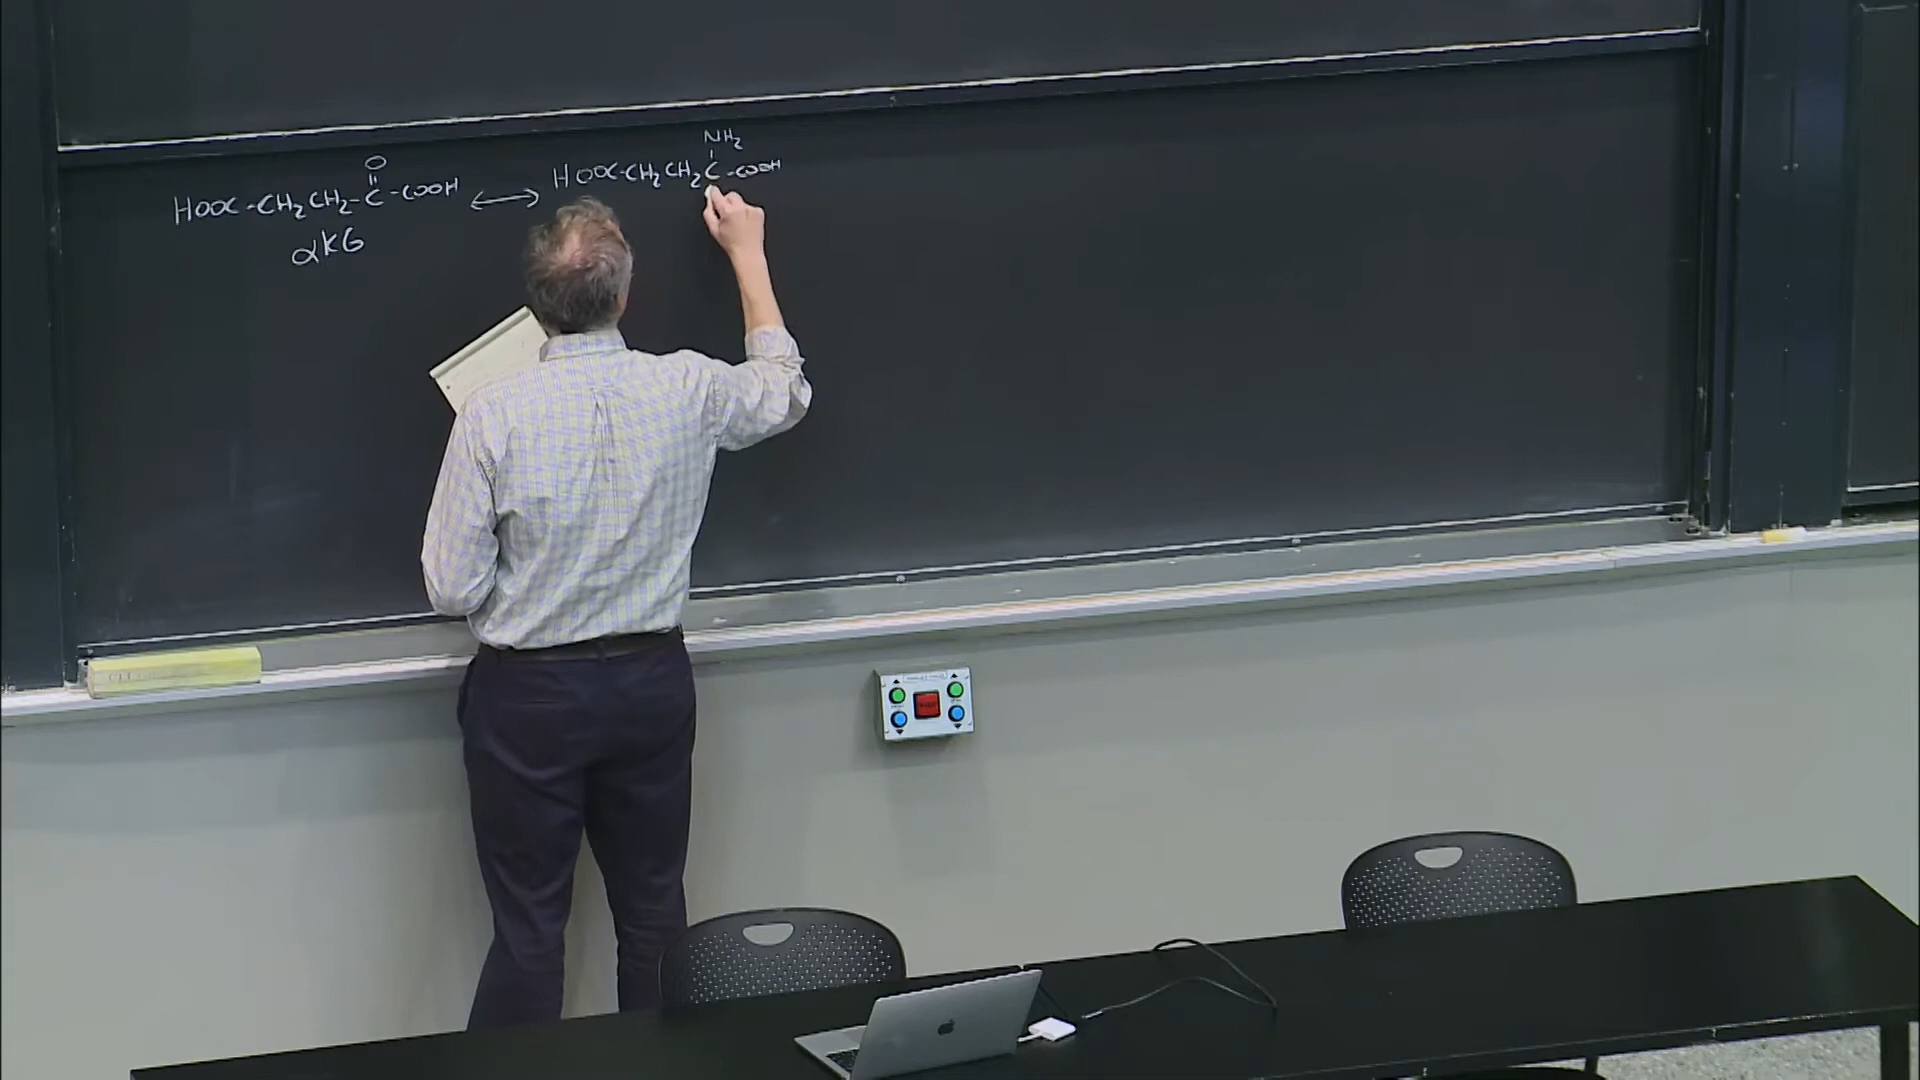 O
||
HOOC-CH₂CH₂-C-COOH ⟷ HOOC-CH₂CH₂C-COOH
NH₂
αKG